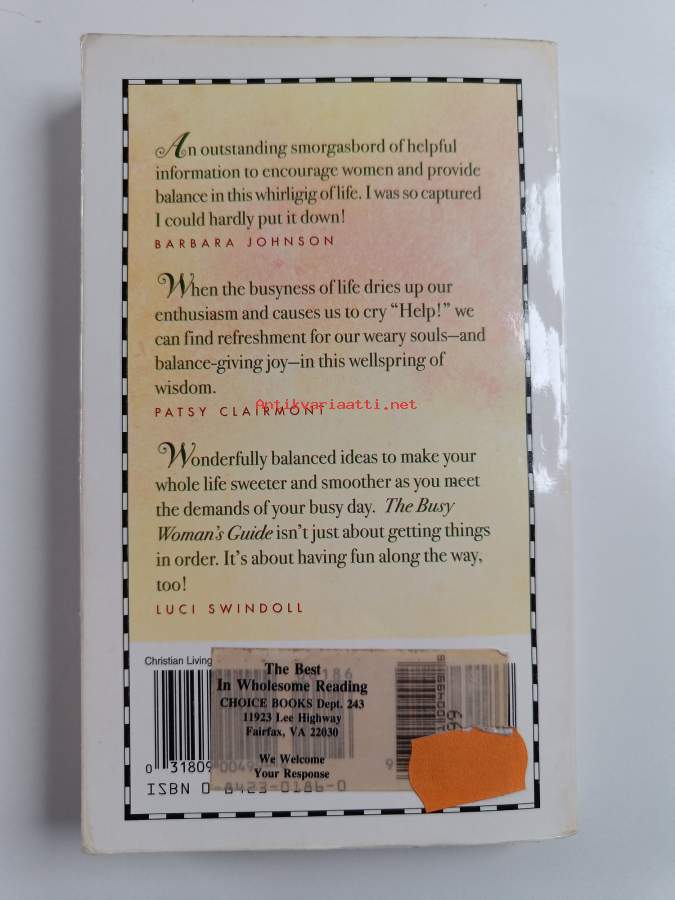 An outstanding smorgasbord of helpful
information to encourage women and provide
balance in this whirligig of life. I was so captured
I could hardly put it down!
BARBARA JOHNSON
When the busyness of life dries up our
enthusiasm and causes us to cry “Help!” we
can find refreshment for our weary souls—and
balance-giving joy—in this wellspring of
wisdom.
PATSY CLAIRMONT
Antikvariaatti.net
Wonderfully balanced ideas to make your
whole life sweeter and smoother as you meet
the demands of your busy day. The Busy
Woman's Guide isn't just about getting things
in order. It's about having fun along the way,
too!
LUCI SWINDOLL
Christian Living
The Best
In Wholesome Reading
CHOICE BOOKS Dept. 243
11923 Lee Highway
Fairfax, VA 22030
We Welcome
Your Response
0 31809
ISBN 0-8423-0186-0